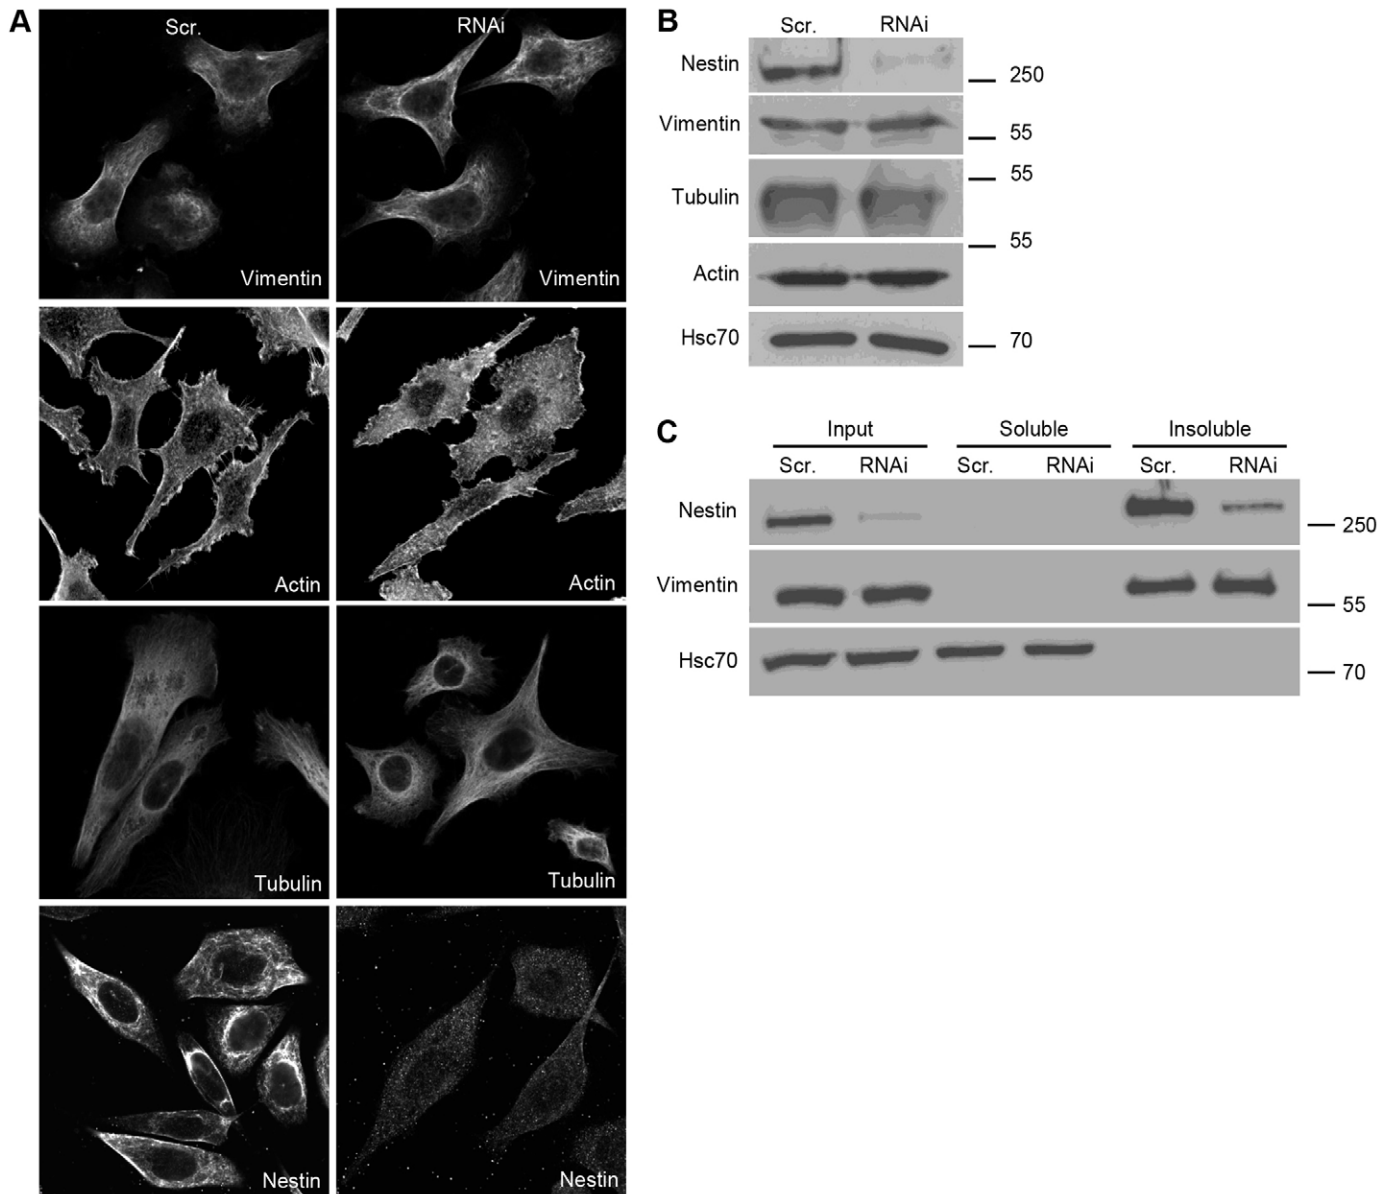 A
Scr.
RNAi
Vimentin
Vimentin
Actin
Actin
Tubulin
Tubulin
Nestin
Nestin
B
Scr. RNAi
Nestin 250
Vimentin 55
55
Tubulin
55
Actin
Hsc70 70
C
Input Soluble Insoluble
Scr. RNAi Scr. RNAi Scr. RNAi
Nestin 250
Vimentin 55
Hsc70 70